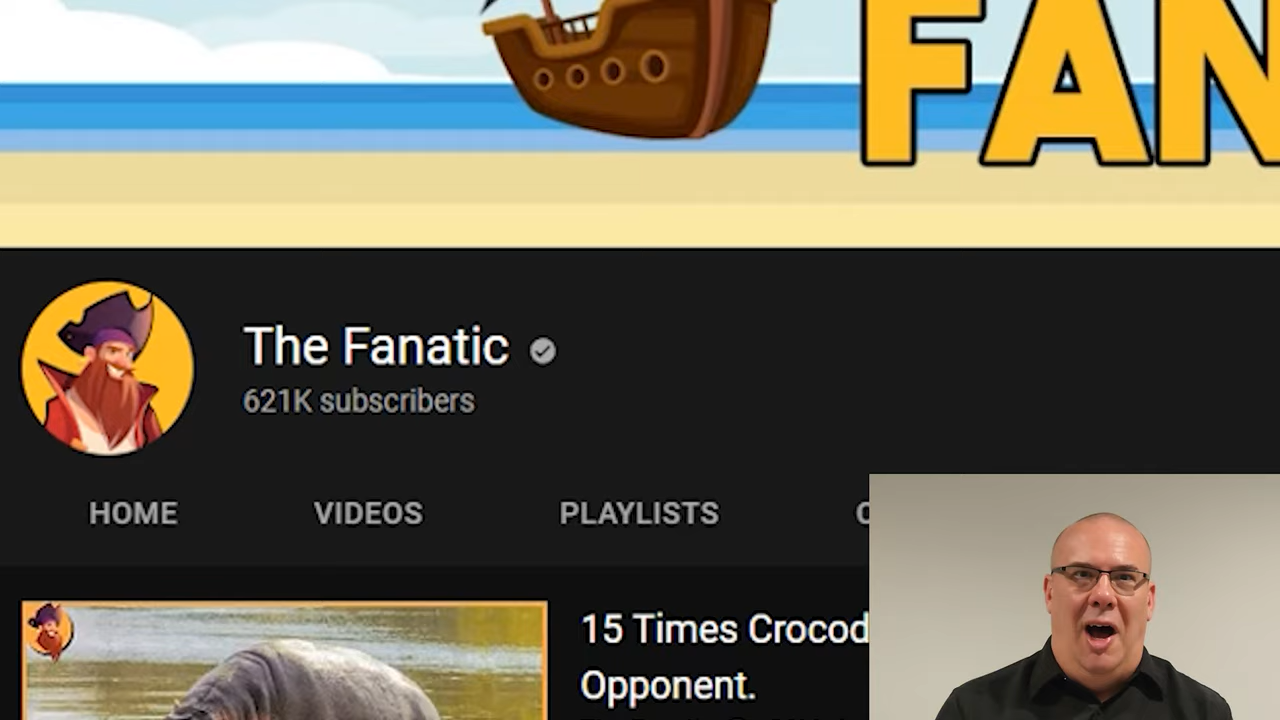 FAN
The Fanatic
621K subscribers
HOME VIDEOS PLAYLISTS
15 Times Crocod
Opponent.